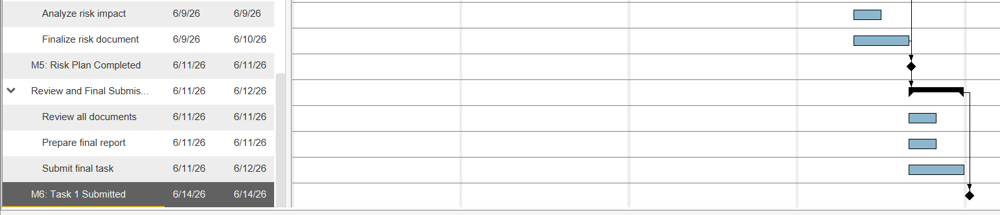 Analyze risk impact 6/9/26 6/9/26
Finalize risk document 6/9/26 6/10/26
M5: Risk Plan Completed 6/11/26 6/11/26
Review and Final Submis... 6/11/26 6/12/26
Review all documents 6/11/26 6/11/26
Prepare final report 6/11/26 6/11/26
Submit final task 6/11/26 6/12/26
M6: Task 1 Submitted 6/14/26 6/14/26